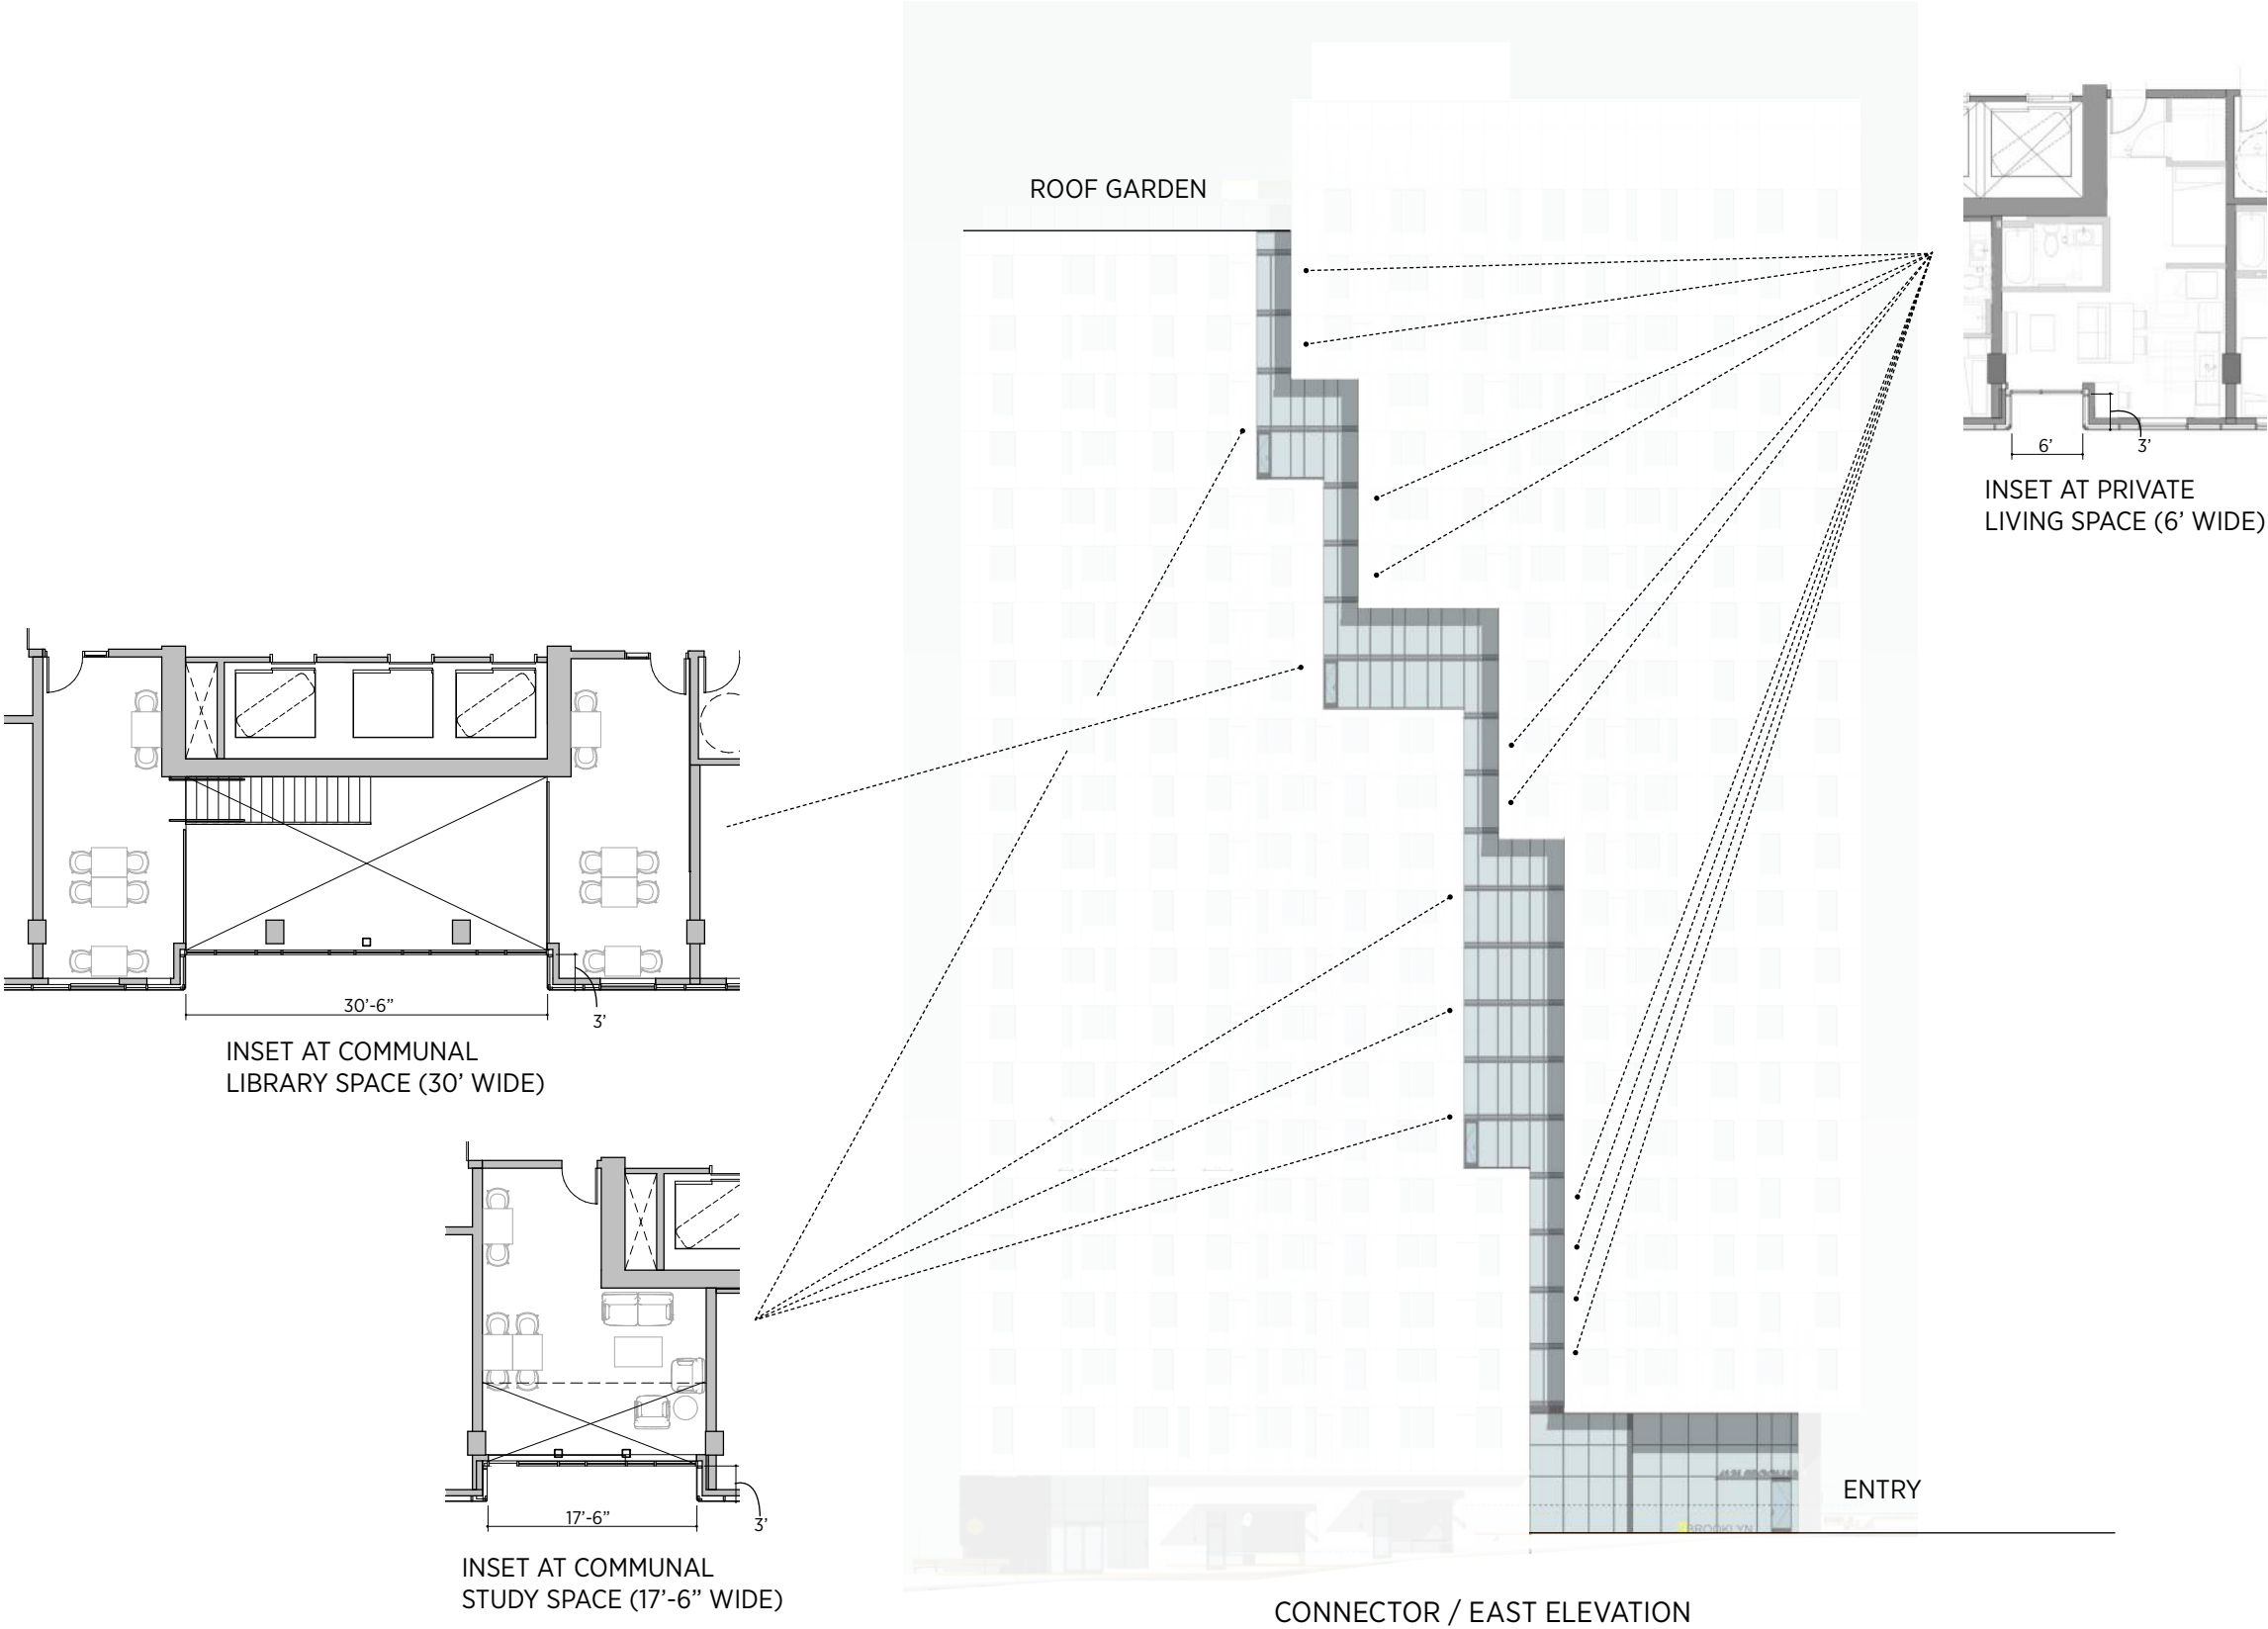 ROOF GARDEN
6’
3’
INSET AT PRIVATE
LIVING SPACE (6’ WIDE)
30’-6”
3’
INSET AT COMMUNAL
LIBRARY SPACE (30’ WIDE)
17’-6”
3’
INSET AT COMMUNAL
STUDY SPACE (17’-6” WIDE)
ENTRY
BROOKLYN
CONNECTOR / EAST ELEVATION